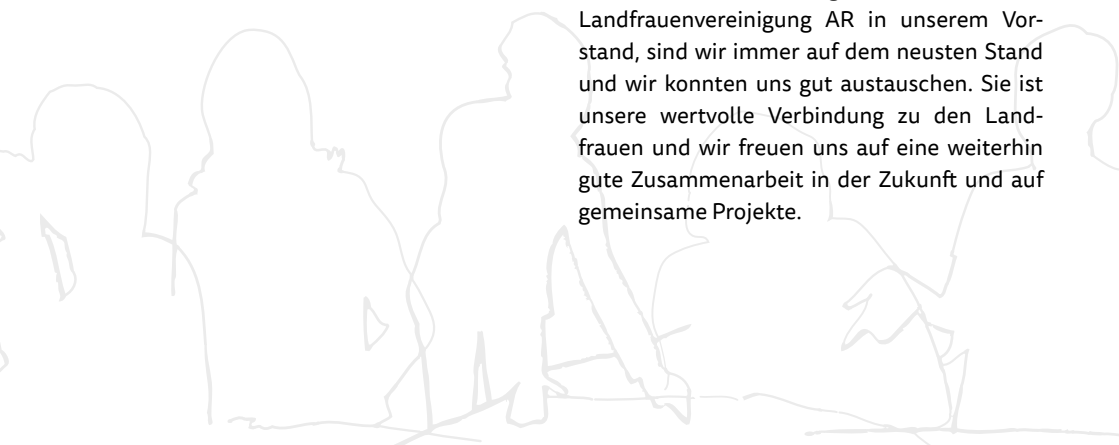 Landfrauenvereinigung AR in unserem Vor-
stand, sind wir immer auf dem neusten Stand
und wir konnten uns gut austauschen. Sie ist
unsere wertvolle Verbindung zu den Land-
frauen und wir freuen uns auf eine weiterhin
gute Zusammenarbeit in der Zukunft und auf
gemeinsame Projekte.